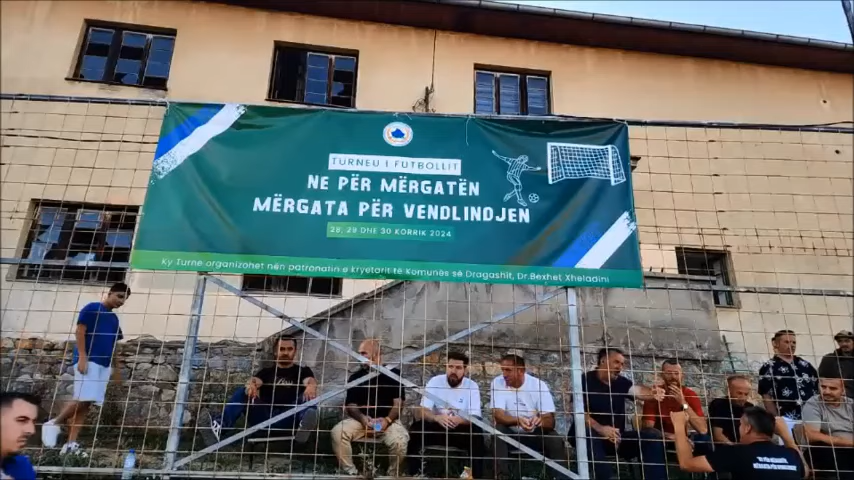 TURNEU I FUTBOLLIT
NE PËR MËRGATËN
MËRGATA PËR VENDLINDJEN
28, 29 DHE 30 KORRIK 2024
Ky Turne organizohet nën patronatin e kryetarit të Komunës së Dragashit, Dr.Bexhet Xheladini